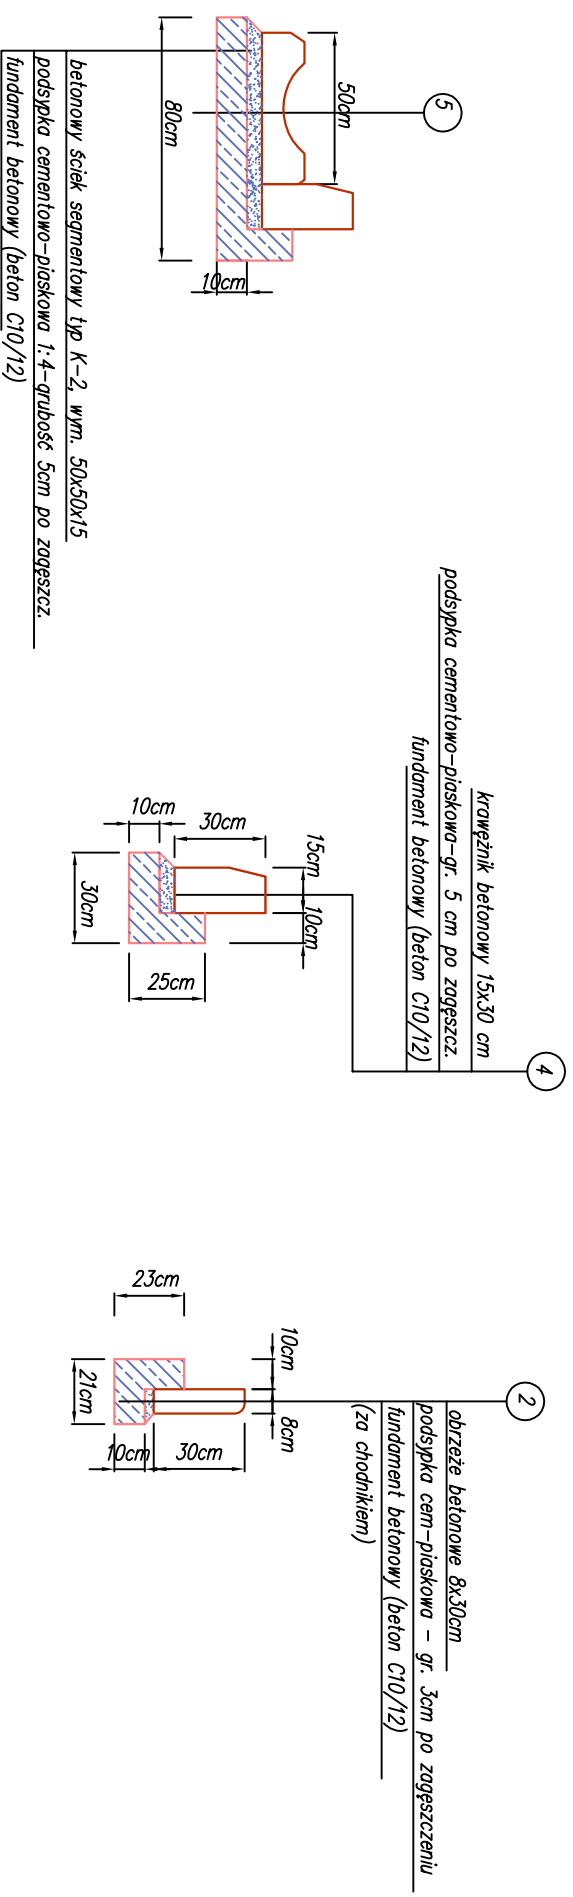 5
50cm
80cm
10cm
betonowy ściek segmentowy typ K-2, wym. 50x50x15
podsypka cementowo-piaskowa 1:4-grubość 5cm po zagęszcz.
fundament betonowy (beton C10/12)
4
krawężnik betonowy 15x30 cm
podsypka cementowo-piaskowa-gr. 5 cm po zagęszcz.
fundament betonowy (beton C10/12)
15cm
10cm
30cm
10cm
25cm
30cm
2
obrzeże betonowe 8x30cm
podsypka cem-piaskowa - gr. 3cm po zagęszczeniu
fundament betonowy (beton C10/12)
(za chodnikiem)
10cm
8cm
23cm
30cm
10cm
21cm